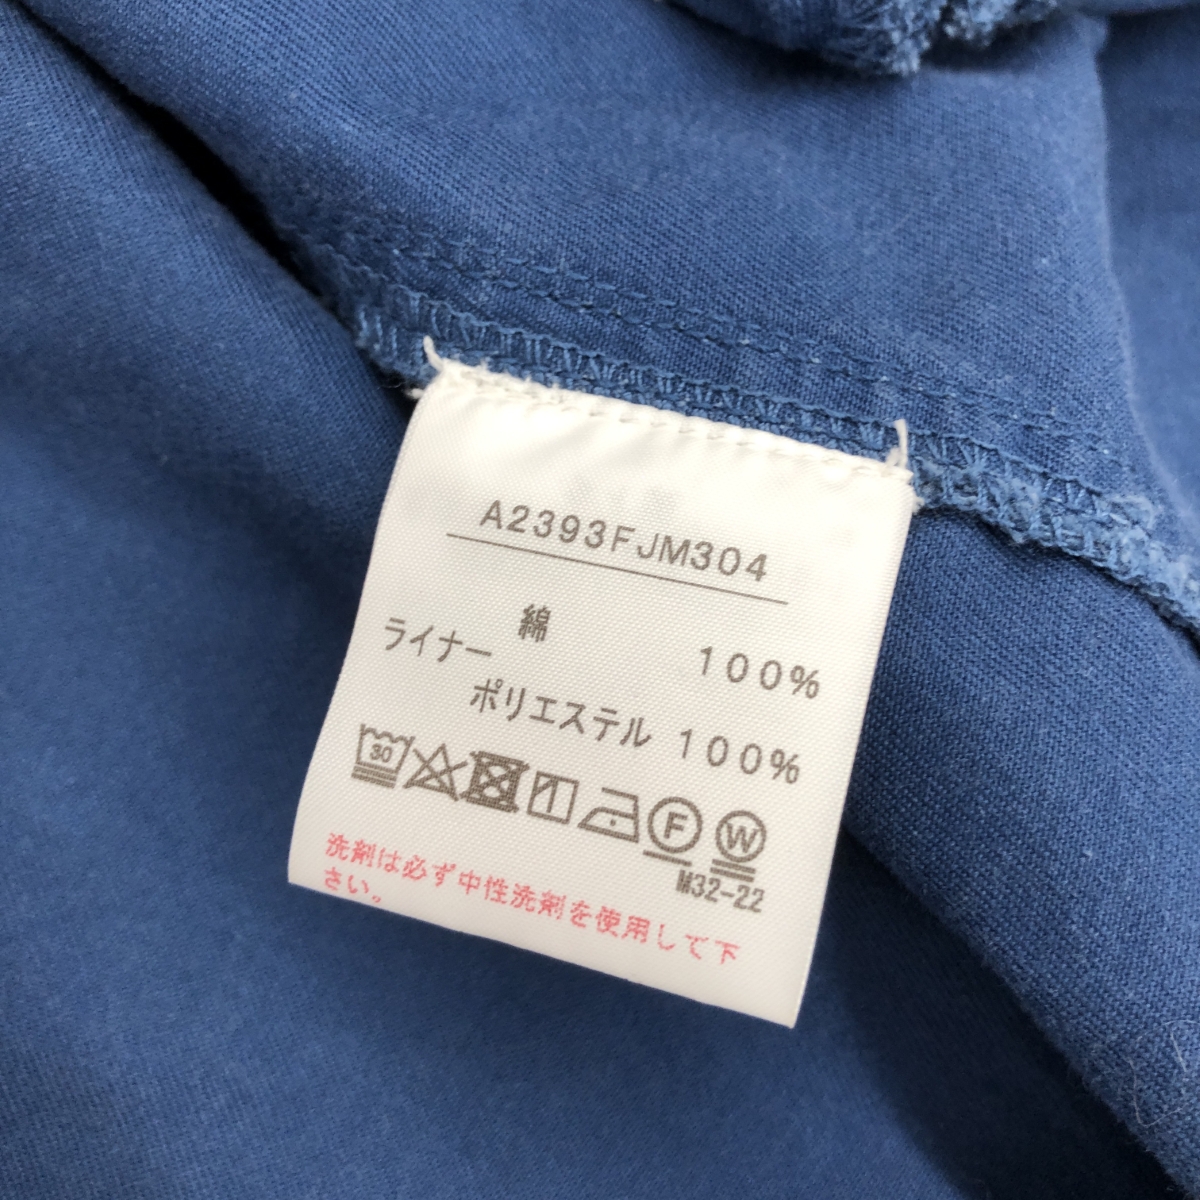 A2393FJM304
綿 100%
ライナー
ポリエステル 100%
30 F W
M32-22
洗剤は必ず中性洗剤を使用して下
さい。